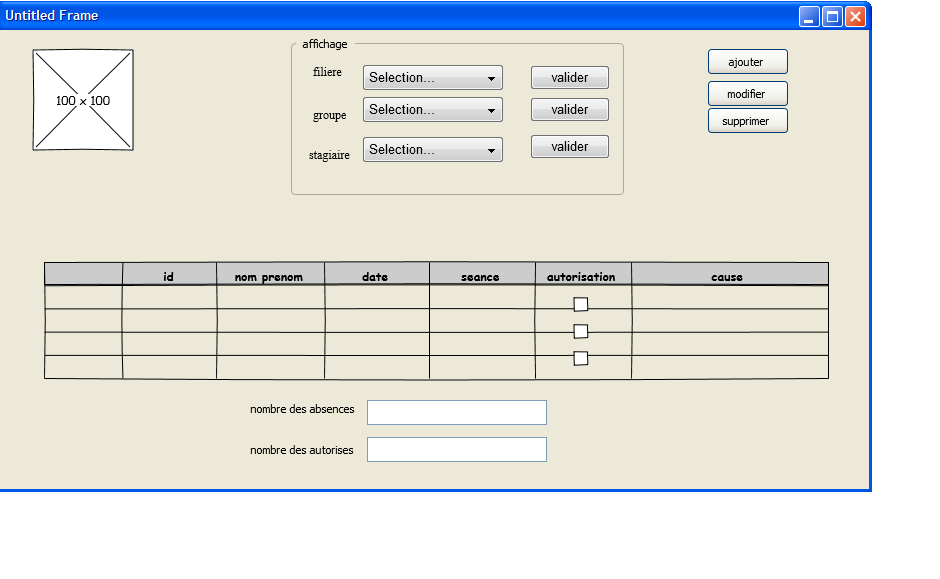 Untitled Frame
100 x 100
affichage
filiere Selection... valider
groupe Selection... valider
stagiaire Selection... valider
ajouter
modifier
supprimer
id nom prenom date seance autorisation cause
nombre des absences
nombre des autorises